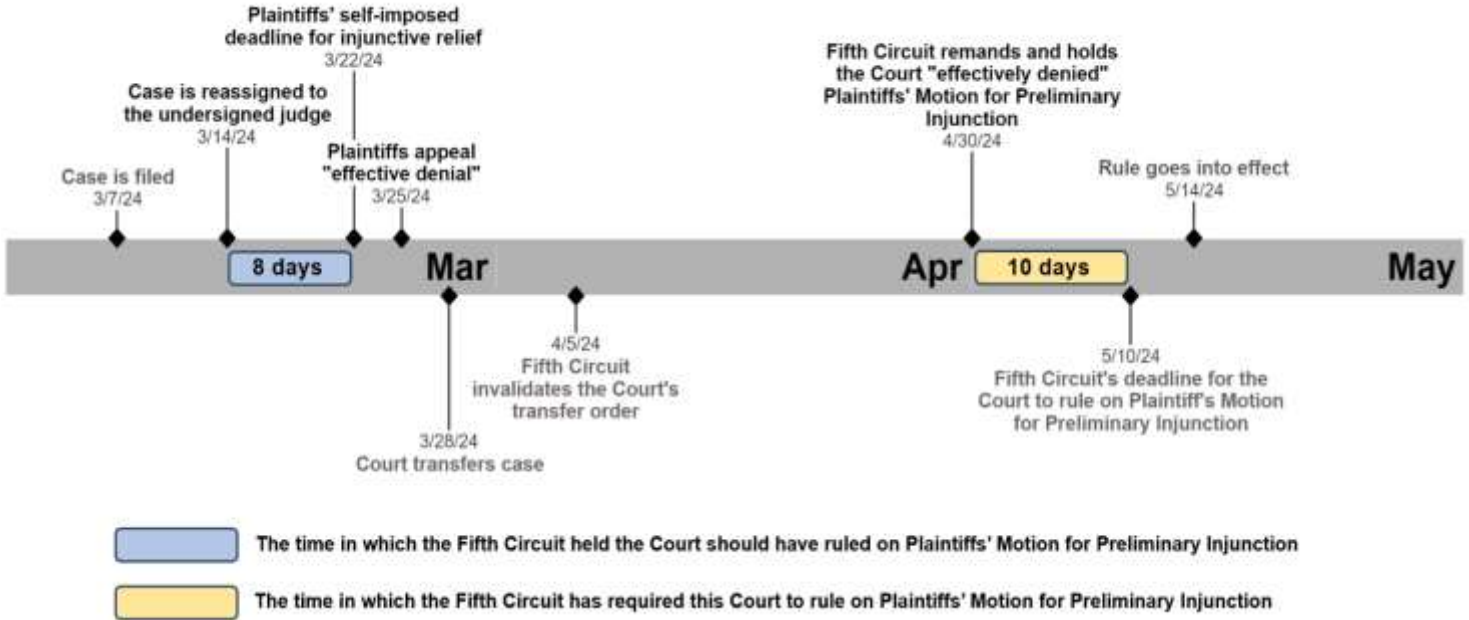 Plaintiffs' self-imposed
deadline for injunctive relief
3/22/24
Case is reassigned to
the undersigned judge
3/14/24
Case is filed
3/7/24
Plaintiffs appeal
"effective denial"
3/25/24
Fifth Circuit remands and holds
the Court "effectively denied"
Plaintiffs' Motion for Preliminary
Injunction
4/30/24
Rule goes into effect
5/14/24
8 days
Mar
Apr
10 days
May
4/5/24
Fifth Circuit
invalidates the Court's
transfer order
3/28/24
Court transfers case
5/10/24
Fifth Circuit's deadline for the
Court to rule on Plaintiff's Motion
for Preliminary Injunction
The time in which the Fifth Circuit held the Court should have ruled on Plaintiffs' Motion for Preliminary Injunction
The time in which the Fifth Circuit has required this Court to rule on Plaintiffs' Motion for Preliminary Injunction